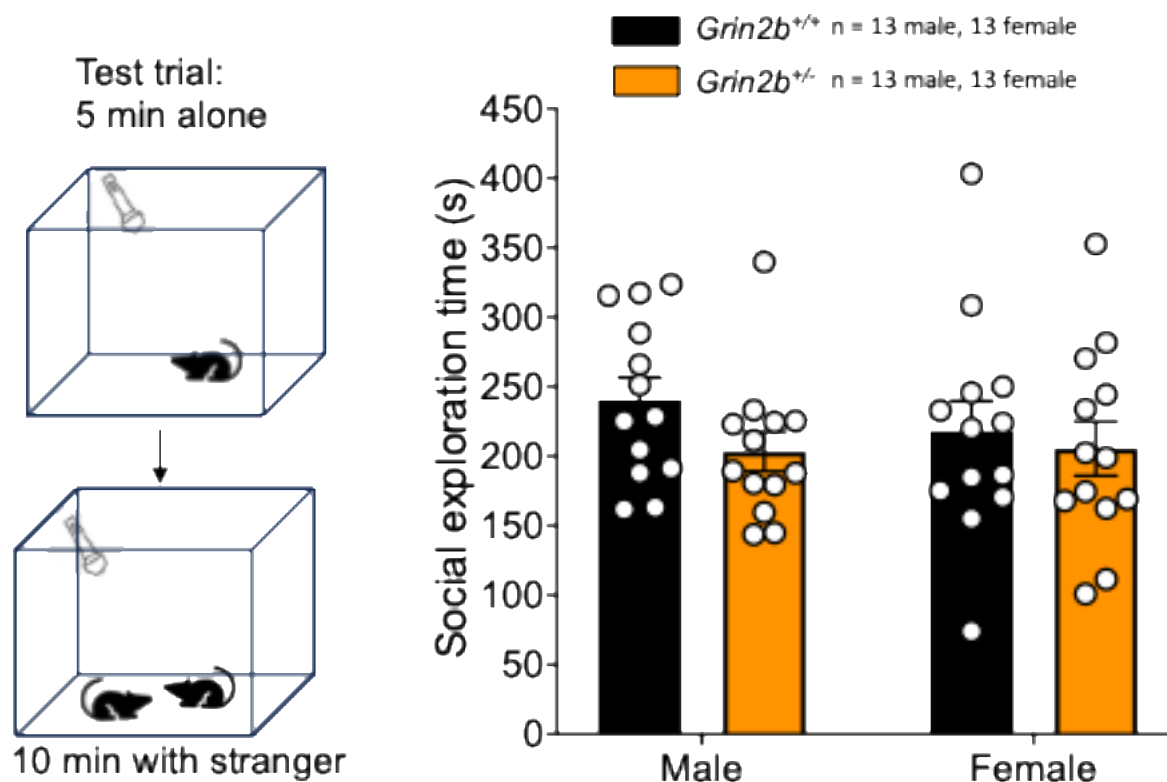 Grin2b+/+ n = 13 male, 13 female
Grin2b+/- n = 13 male, 13 female
Test trial:
5 min alone
10 min with stranger
Social exploration time (s)
450
400
350
300
250
200
150
100
50
0
Male Female